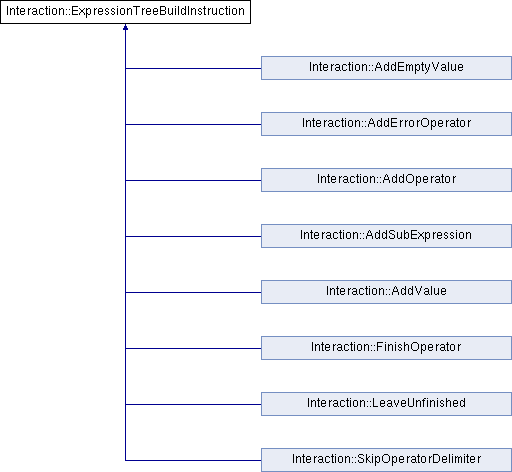 Interaction::ExpressionTreeBuildInstruction
Interaction::AddEmptyValue
Interaction::AddErrorOperator
Interaction::AddOperator
Interaction::AddSubExpression
Interaction::AddValue
Interaction::FinishOperator
Interaction::LeaveUnfinished
Interaction::SkipOperatorDelimiter